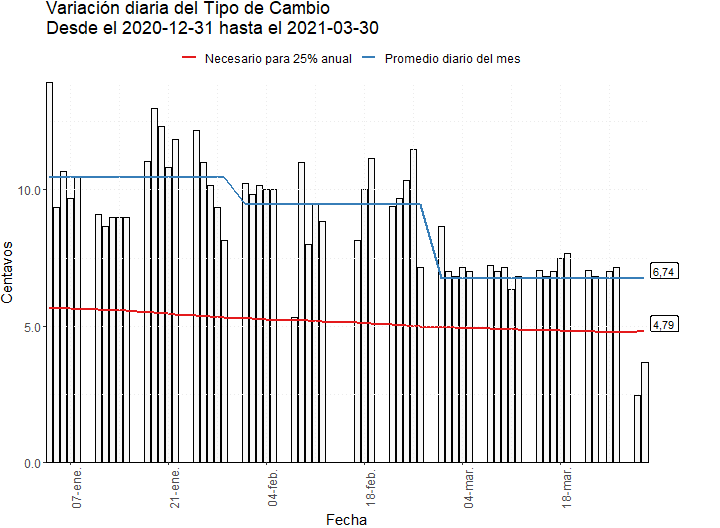 Variación diaria del Tipo de Cambio
Desde el 2020-12-31 hasta el 2021-03-30
Necesario para 25% anual
Promedio diario del mes
Centavos
10.0
5.0
0.0
6,74
4,79
07-ene.
21-ene.
04-feb.
18-feb.
04-mar.
18-mar.
Fecha